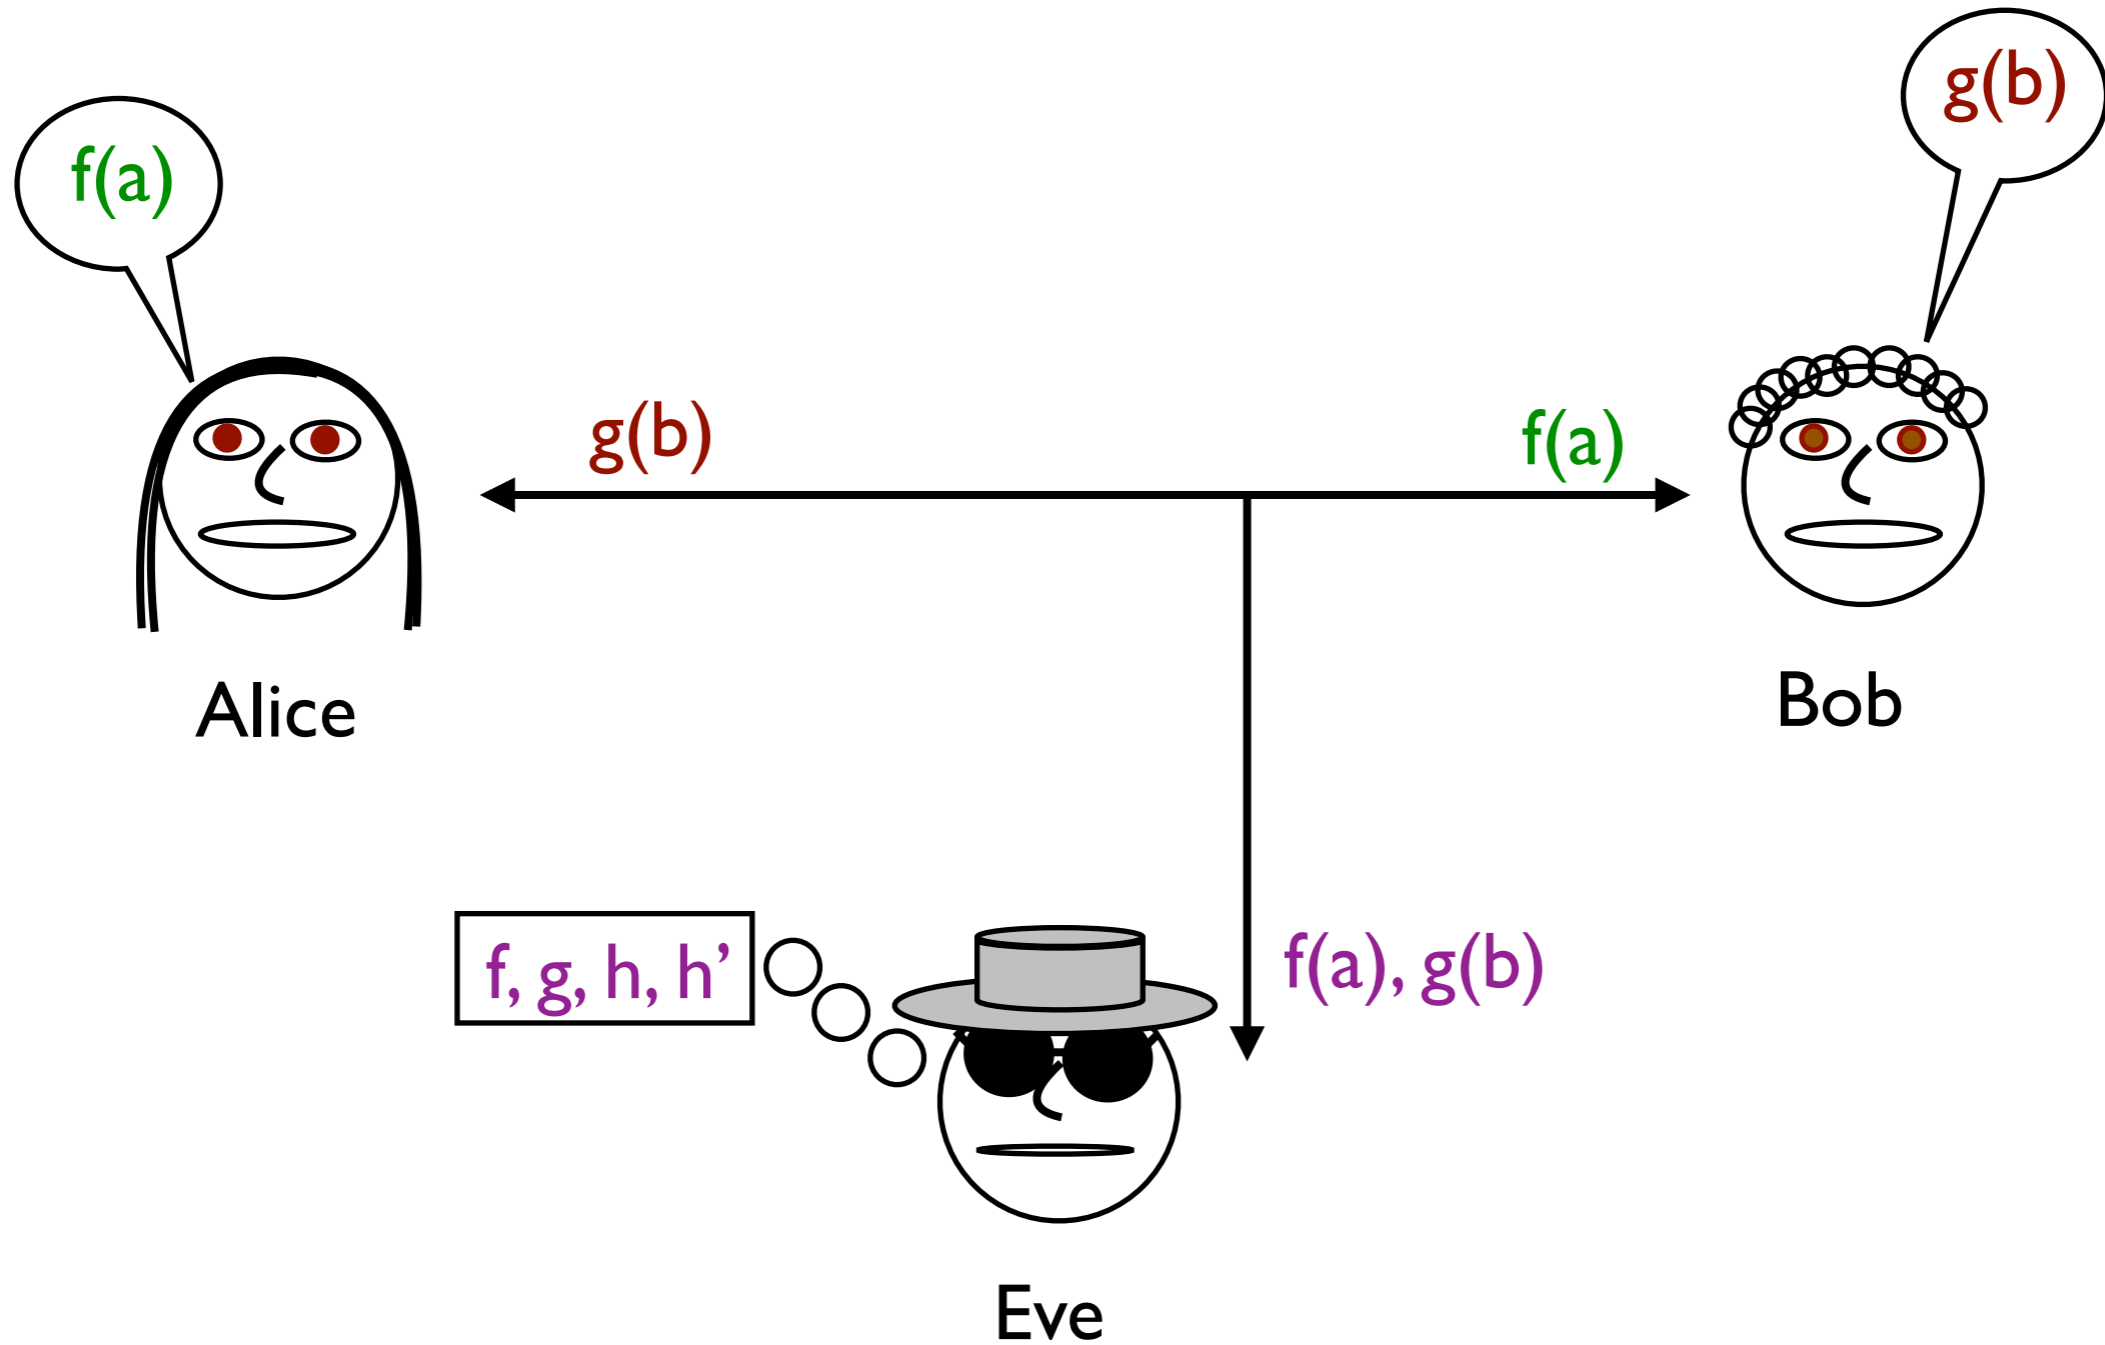 g(b)
f(a)
g(b)
f(a)
Alice
Bob
f, g, h, h’
f(a), g(b)
Eve